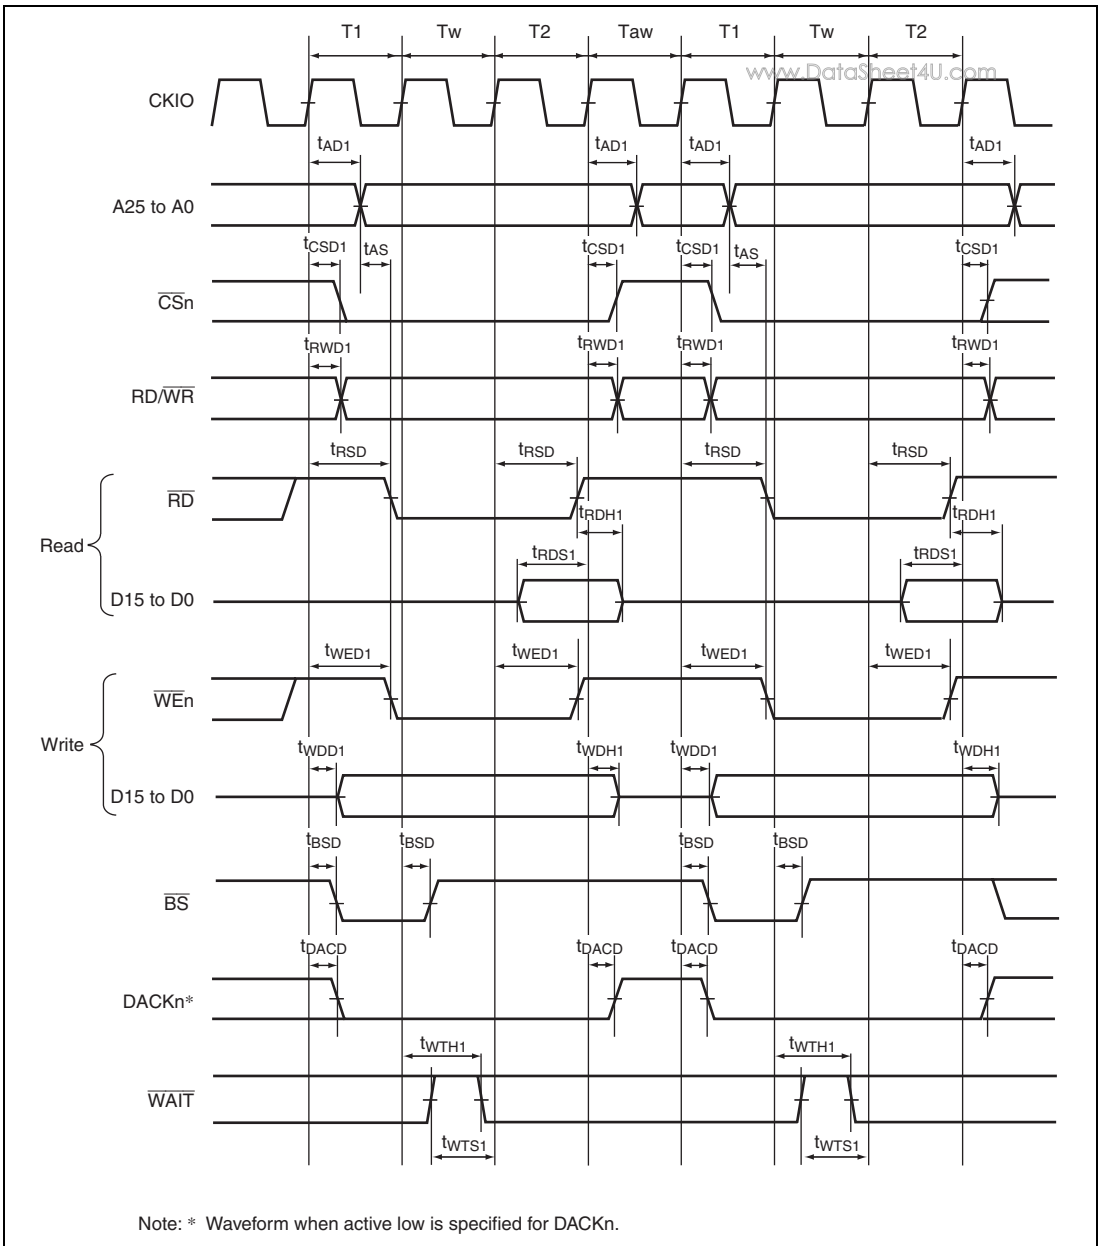 T1 Tw T2 Taw T1 Tw T2
www.DataSheet4U.com
CKIO
tAD1 tAD1 tAD1 tAD1
A25 to A0
tCSD1 tAS tCSD1 tCSD1 tAS tCSD1
CSn
tRWD1 tRWD1 tRWD1 tRWD1
RD/WR
tRSD tRSD tRSD tRSD
RD
tRDH1 tRDH1
Read
tRDS1 tRDS1
D15 to D0
tWED1 tWED1 tWED1 tWED1
WEn
Write
tWDD1 tWDH1 tWDD1 tWDH1
D15 to D0
tBSD tBSD tBSD tBSD
BS
tDACD tDACD tDACD tDACD
DACKn*
tWTH1 tWTH1
WAIT
tWTS1 tWTS1
Note: * Waveform when active low is specified for DACKn.